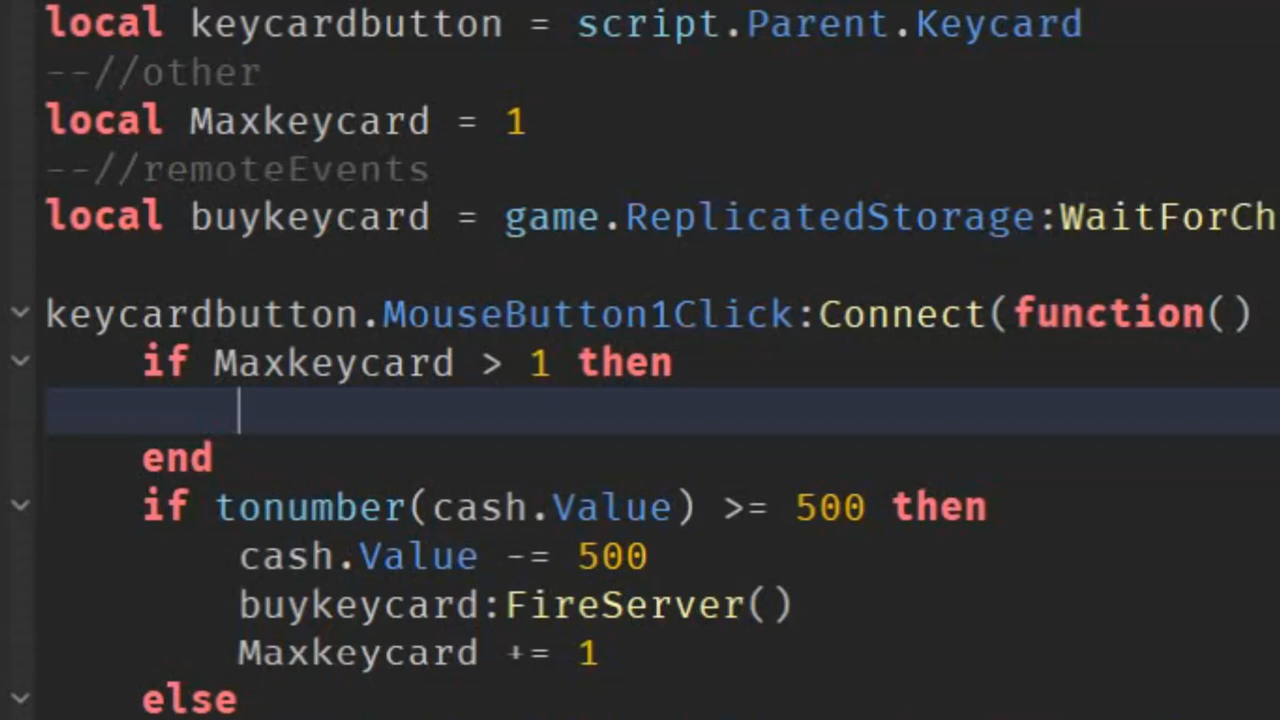 local keycardbutton = script.Parent.Keycard
--//other
local Maxkeycard = 1
--//remoteEvents
local buykeycard = game.ReplicatedStorage:WaitForCh
keycardbutton.MouseButton1Click:Connect(function()
if Maxkeycard > 1 then
end
if tonumber(cash.Value) >= 500 then
cash.Value -= 500
buykeycard:FireServer()
Maxkeycard += 1
else